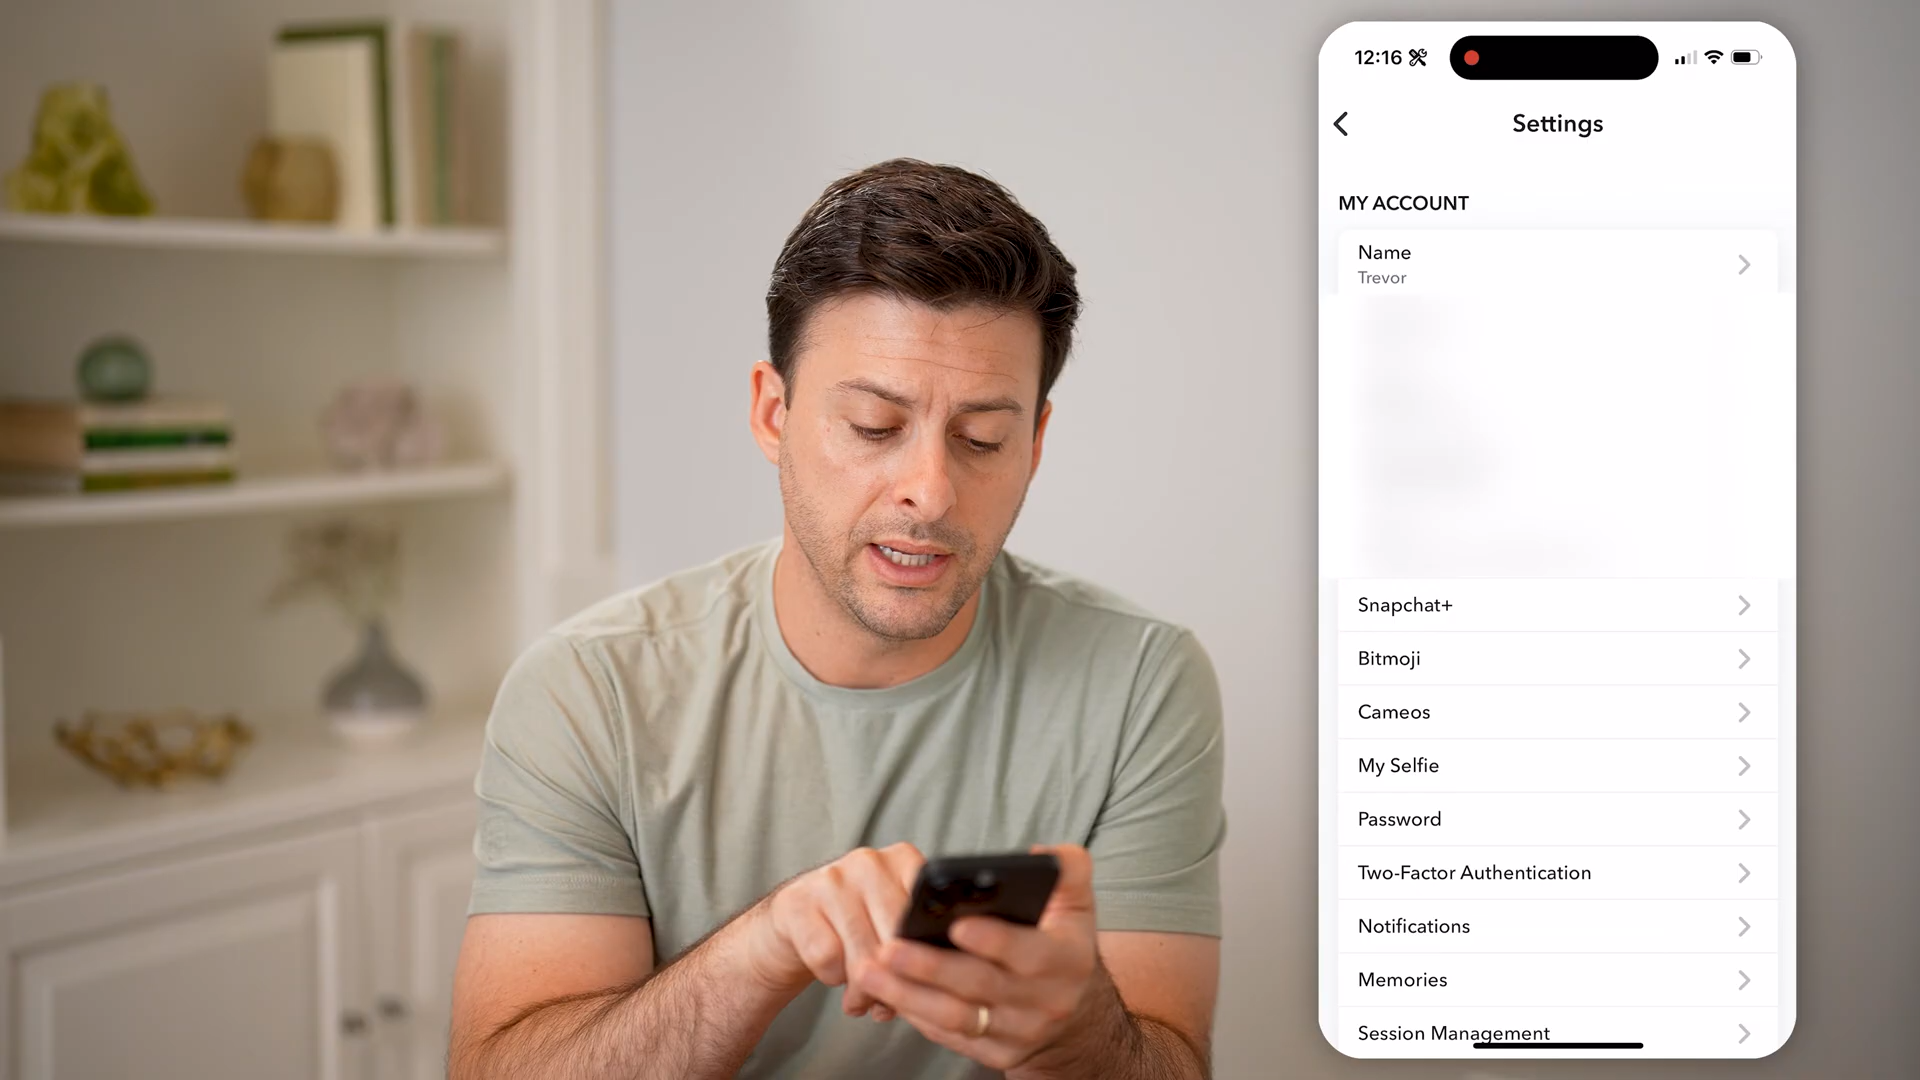 12:16
Settings
MY ACCOUNT
Name
Trevor
Snapchat+
Bitmoji
Cameos
My Selfie
Password
Two-Factor Authentication
Notifications
Memories
Session Management